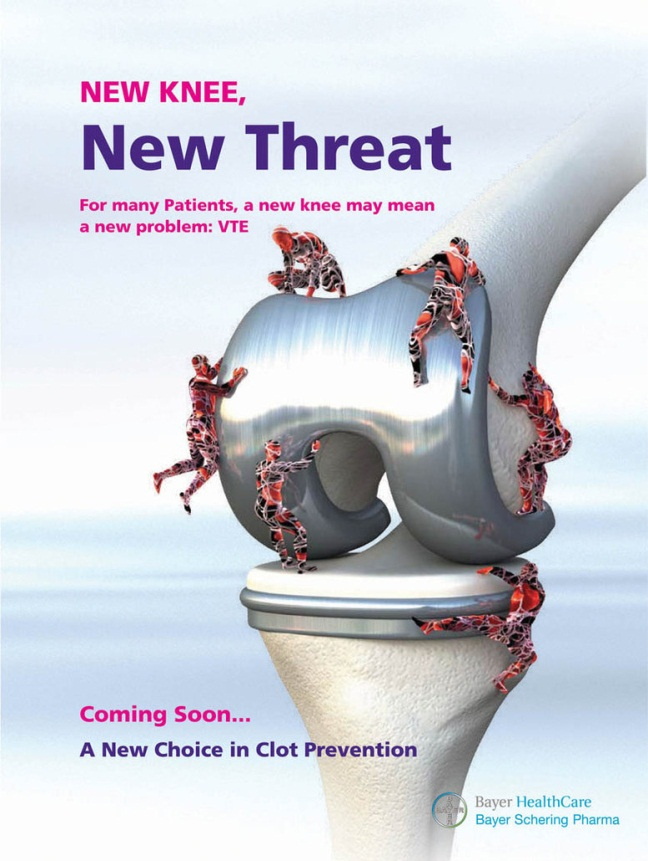 NEW KNEE,
New Threat
For many Patients, a new knee may mean
a new problem: VTE
Coming Soon...
A New Choice in Clot Prevention
BAYER
Bayer HealthCare
Bayer Schering Pharma